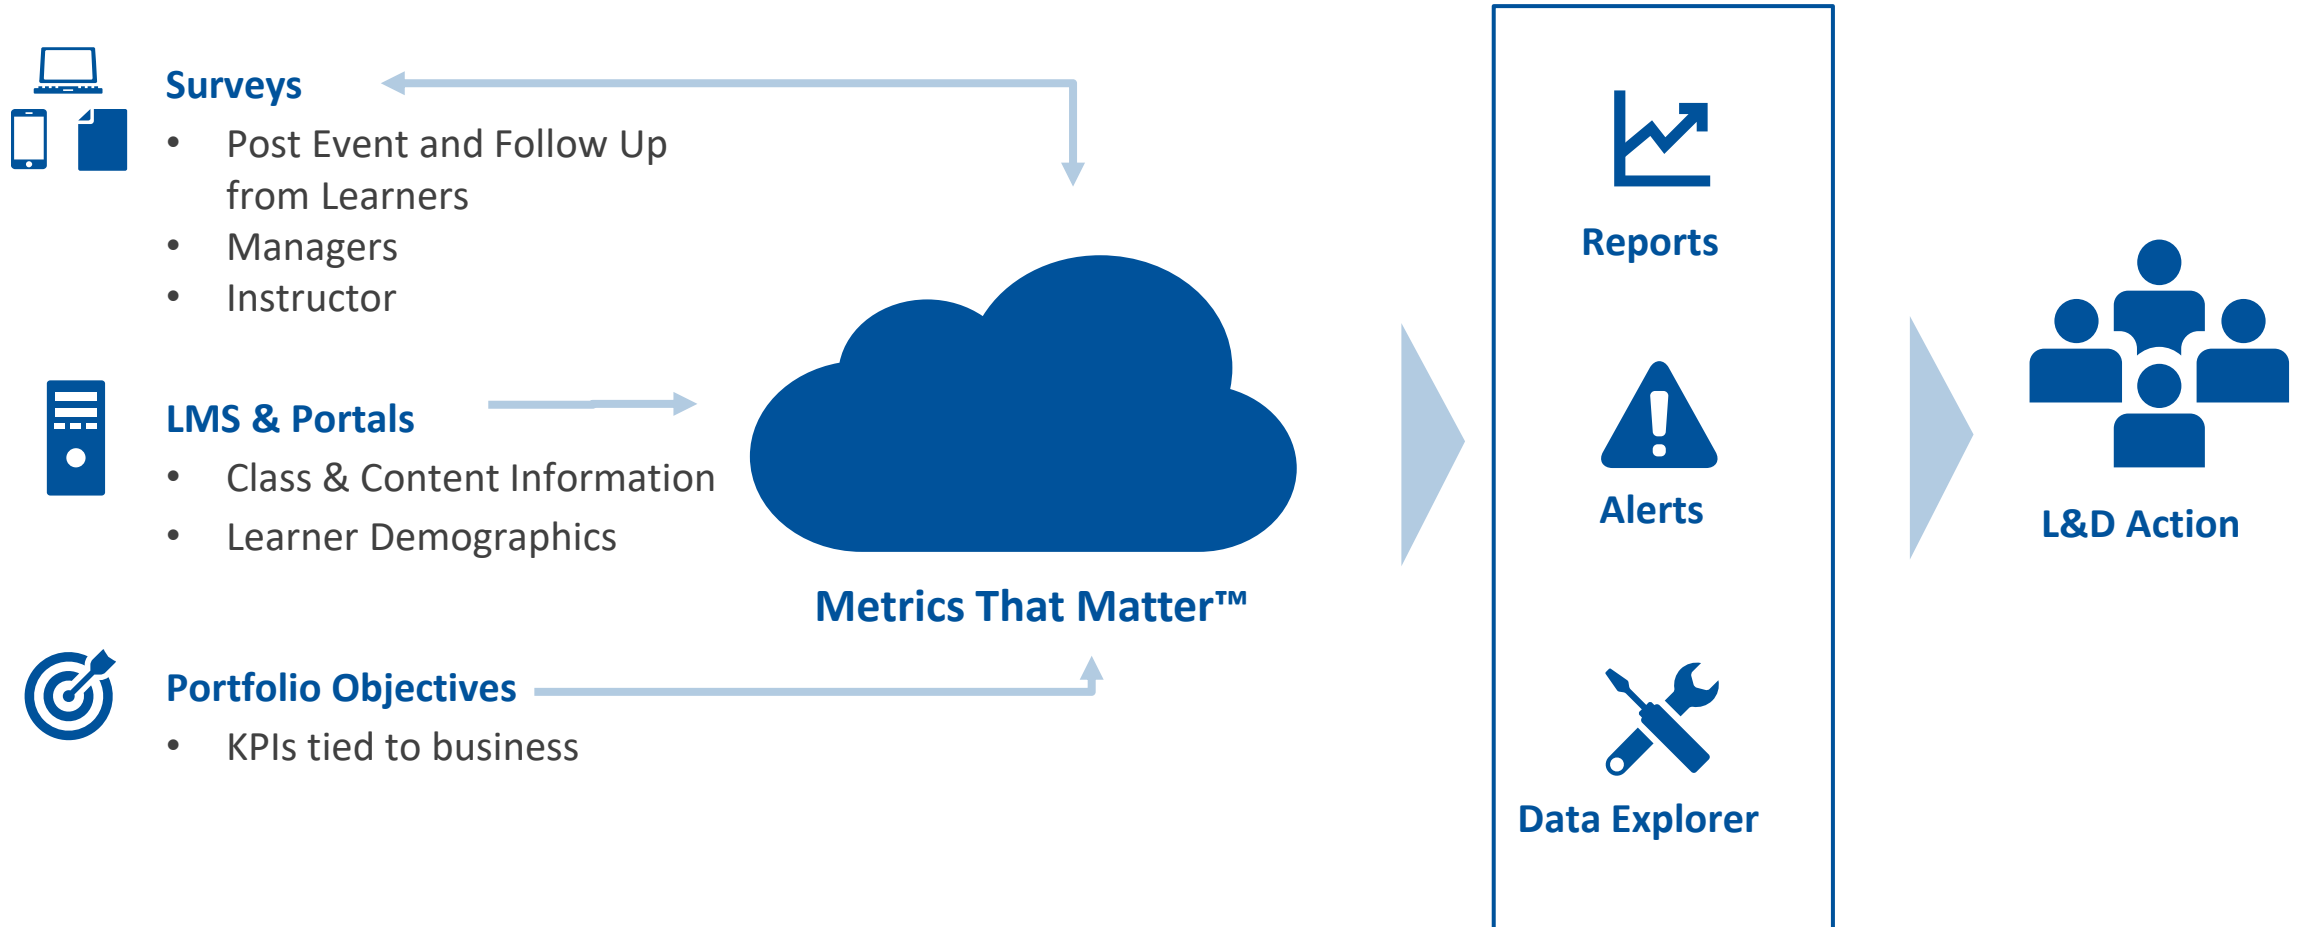 Surveys
• Post Event and Follow Up
from Learners
• Managers
• Instructor
LMS & Portals
• Class & Content Information
• Learner Demographics
Portfolio Objectives
• KPIs tied to business
Metrics That Matter™
Reports
Alerts
Data Explorer
L&D Action